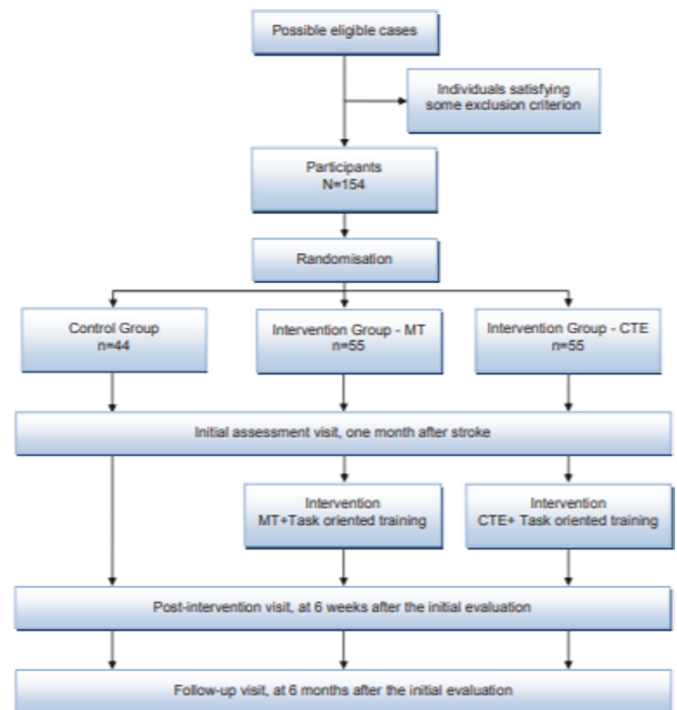 Possible eligible cases
Individuals satisfying
some exclusion criterion
Participants
N=154
Randomisation
Control Group
n=44
Intervention Group - MT
n=55
Intervention Group - CTE
n=55
Initial assessment visit, one month after stroke
Intervention
MT+Task oriented training
Intervention
CTE+ Task oriented training
Post-intervention visit, at 6 weeks after the initial evaluation
Follow-up visit, at 6 months after the initial evaluation